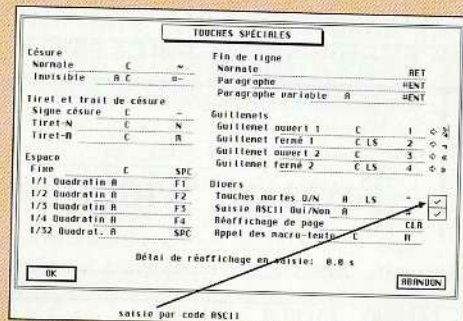 TOUCHES SPÉCIALES
Césure
Normale C ~
Invisible A C ¤-
Tiret et trait de césure
Signe césure C -
Tiret-N C N
Tiret-M C M
Espace
Fixe C SPC
1/1 Quadratin A F1
1/2 Quadratin A F2
1/3 Quadratin A F3
1/4 Quadratin A F4
1/32 Quadrat. A SPC
Fin de ligne
Normale RET
Paragraphe ¤ENT
Paragraphe variable A ¤ENT
Guillemets
Guillemet ouvert 1 C 1
Guillemet fermé 1 C LS 2
Guillemet ouvert 2 C 3 «
Guillemet fermé 2 C LS 4 »
Divers
Touches mortes O/N A LS
Saisie ASCII Oui/Non A
Réaffichage de page CLR
Appel des macro-texte C M
Délai de réaffichage en saisie: 0.0 s
OK
ABANDON
saisie par code ASCII